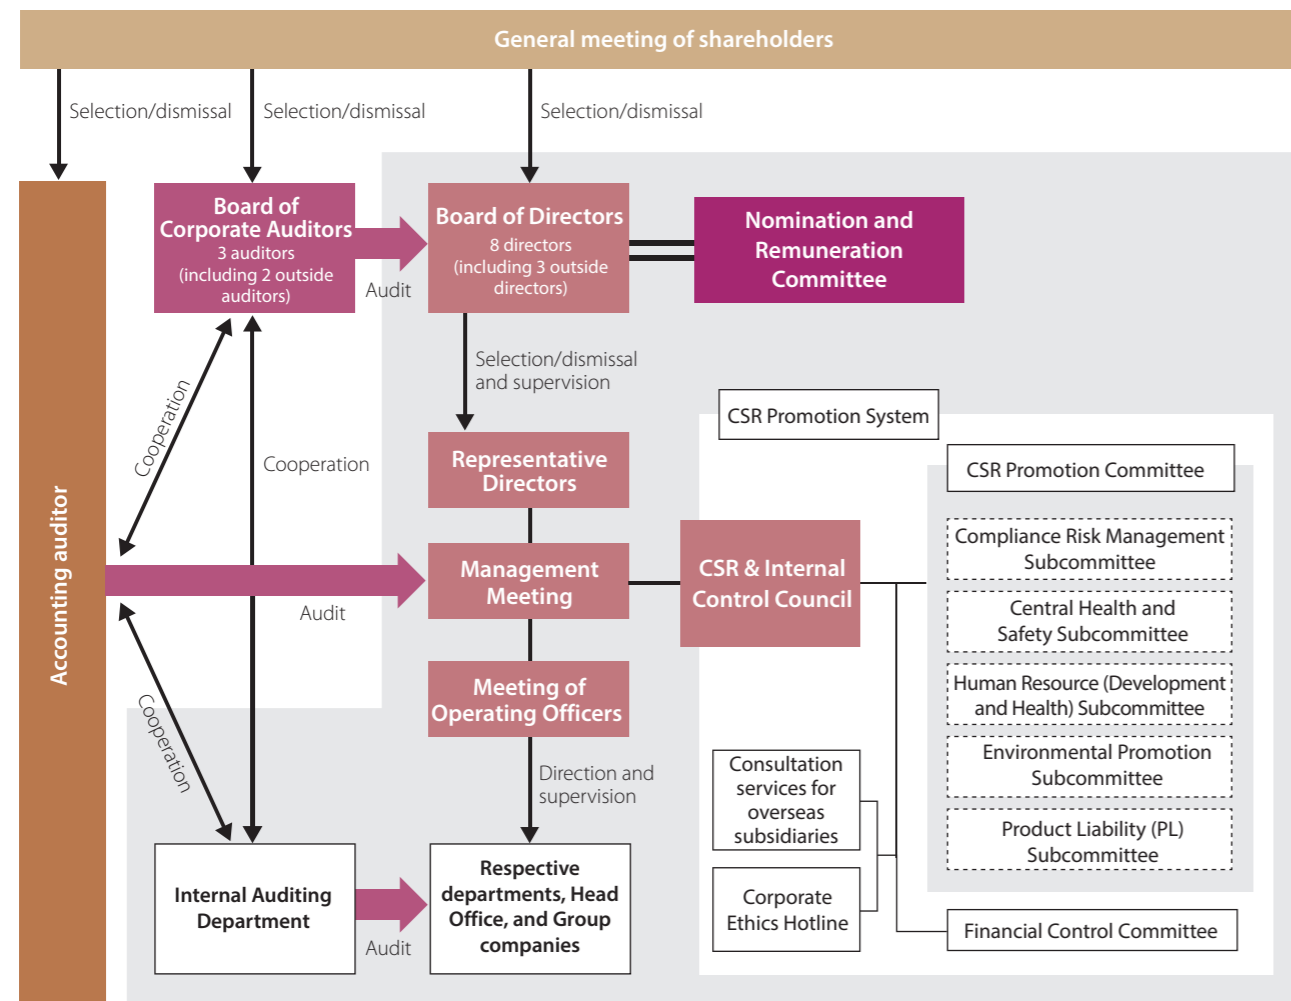 General meeting of shareholders
Selection/dismissal
Selection/dismissal
Selection/dismissal
Accounting auditor
Board of
Corporate Auditors
3 auditors
(including 2 outside
auditors)
Audit
Board of Directors
8 directors
(including 3 outside
directors)
Nomination and
Remuneration
Committee
Selection/dismissal
and supervision
Cooperation
Cooperation
Representative
Directors
Audit
Management
Meeting
CSR & Internal
Control Council
Meeting of
Operating Officers
Cooperation
Direction and
supervision
Internal Auditing
Department
Audit
Respective
departments, Head
Office, and Group
companies
CSR Promotion System
CSR Promotion Committee
Compliance Risk Management
Subcommittee
Central Health and
Safety Subcommittee
Human Resource (Development
and Health) Subcommittee
Environmental Promotion
Subcommittee
Product Liability (PL)
Subcommittee
Consultation
services for
overseas
subsidiaries
Corporate
Ethics Hotline
Financial Control Committee